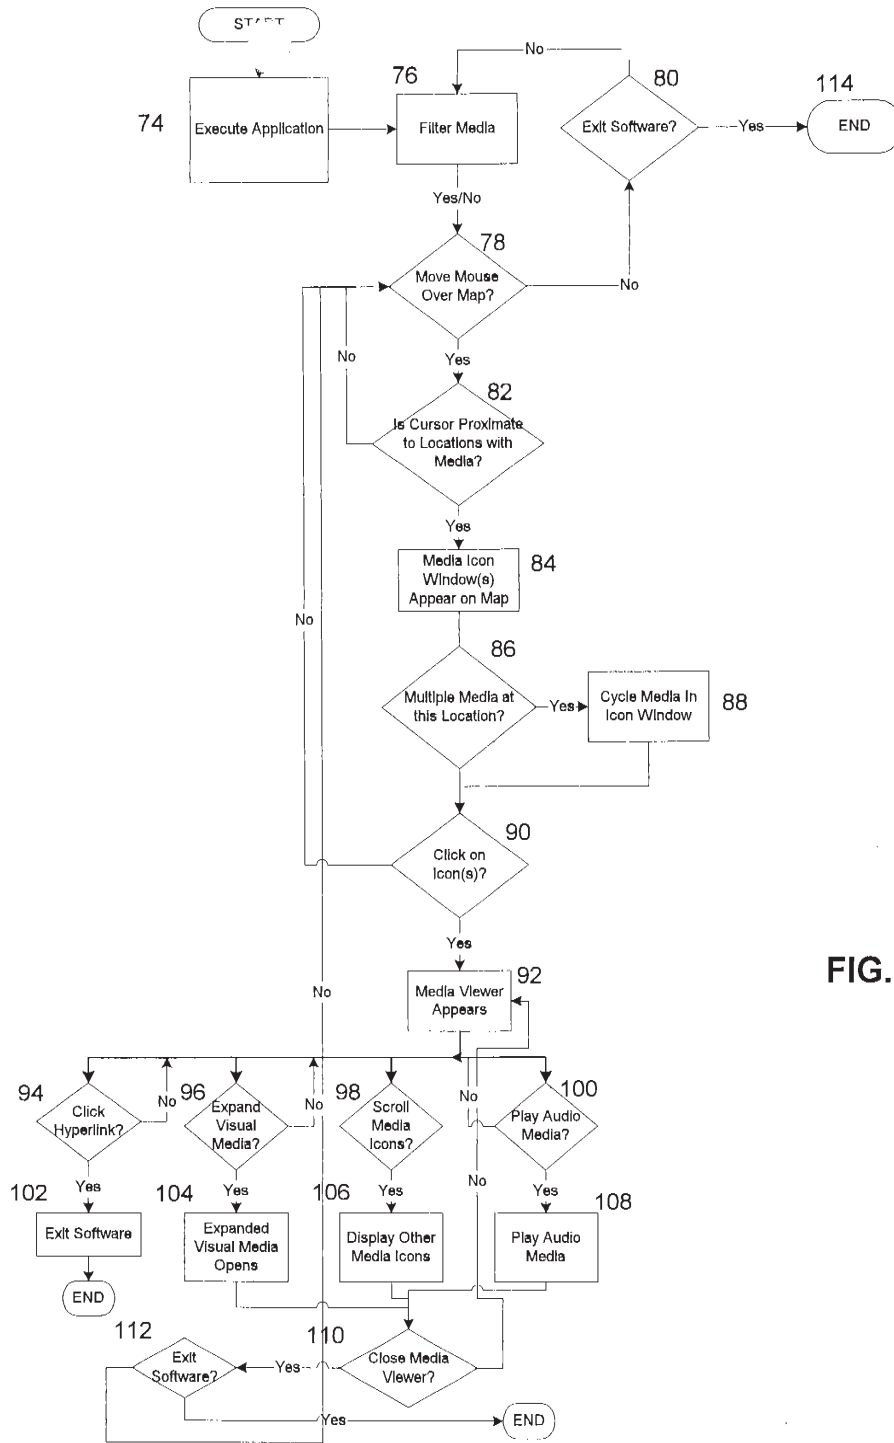 START
No
76
80
114
74
Execute Application
Filter Media
Exit Software?
Yes
END
Yes/No
78
Move Mouse
Over Map?
No
No
Yes
82
Is Cursor Proximate
to Locations with
Media?
Yes
Media Icon
Window(s)
Appear on Map
84
No
86
Multiple Media at
this Location?
Yes
Cycle Media In
Icon Window
88
90
Click on
Icon(s)?
Yes
92
FIG.
No
Media Viewer
Appears
94
96
98
100
Click
Hyperlink?
No
Expand
Visual
Media?
No
Scroll
Media
Icons?
No
Play Audio
Media?
Yes
Yes
Yes
No
Yes
102
104
106
108
Exit Software
Expanded
Visual Media
Opens
Display Other
Media Icons
Play Audio
Media
END
112
110
Exit
Software?
Yes
Close Media
Viewer?
Yes
END